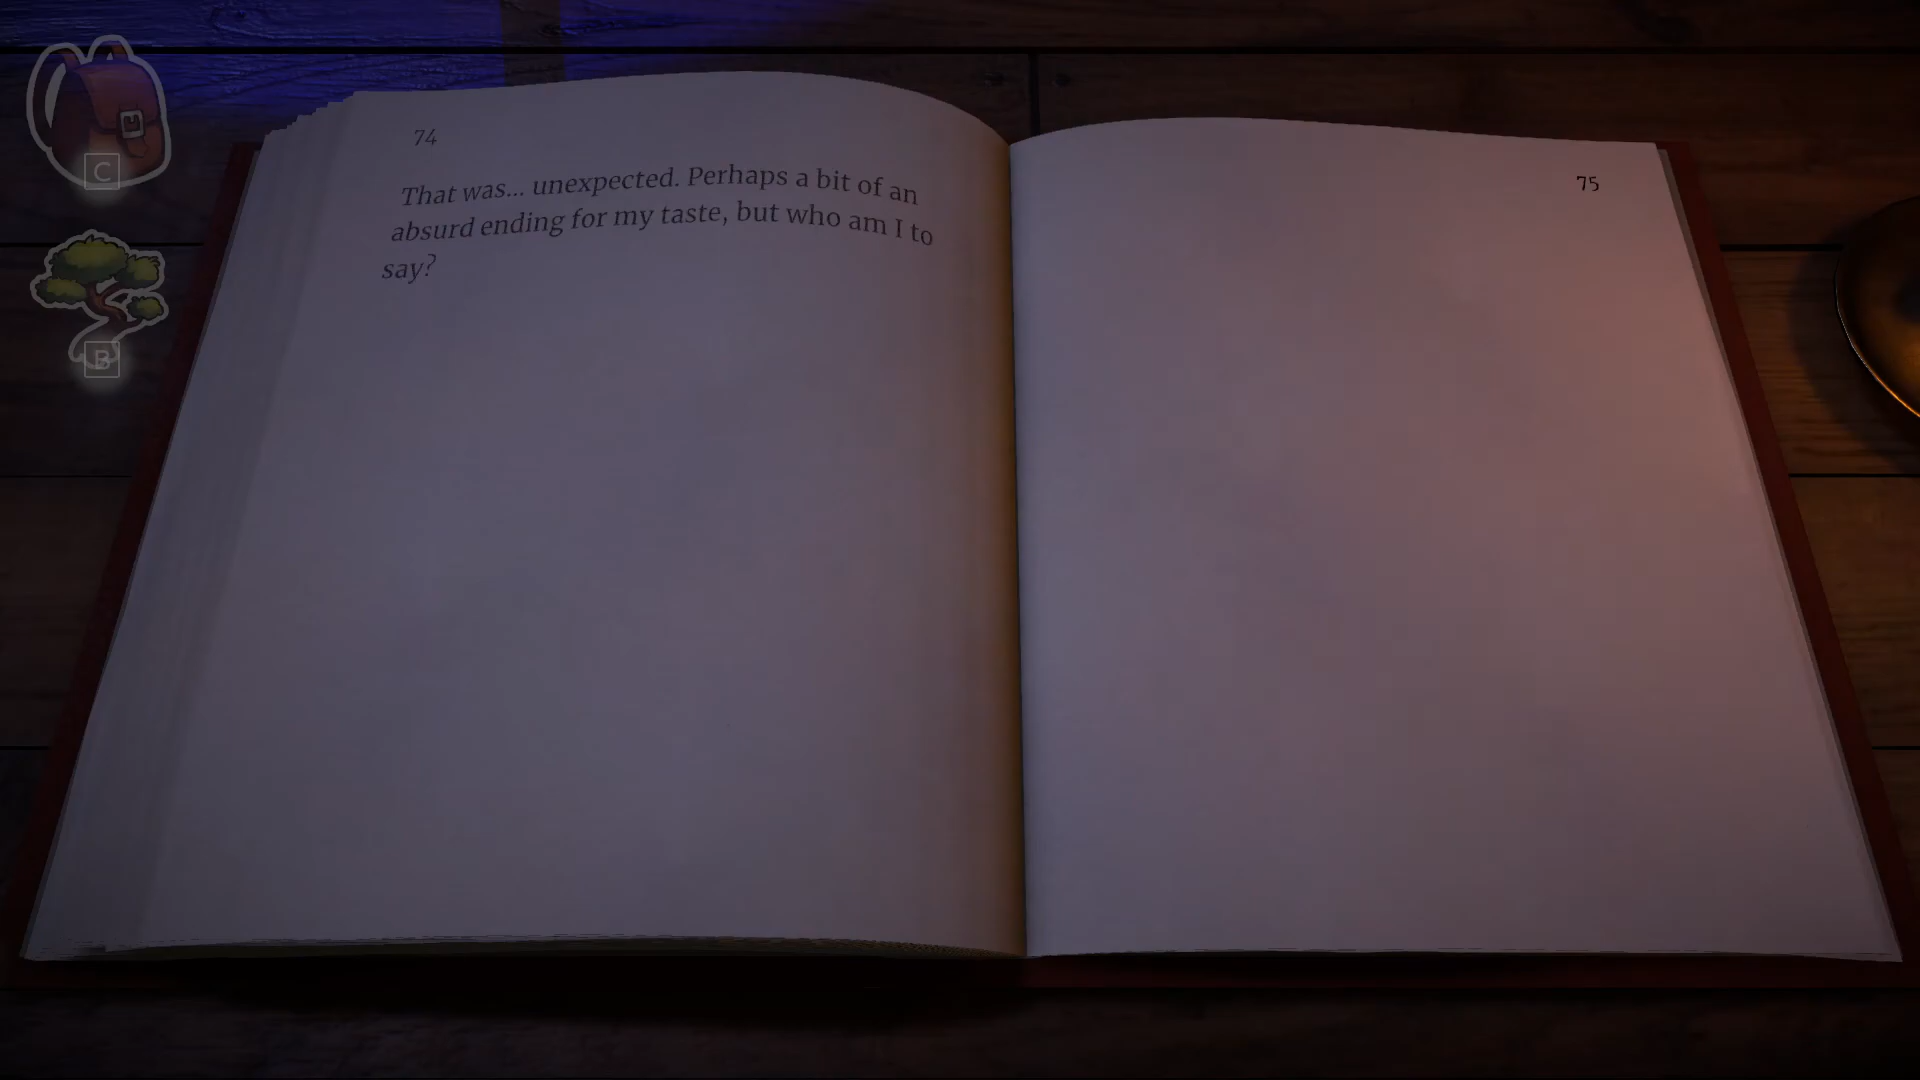 C
B
74
That was... unexpected. Perhaps a bit of an
absurd ending for my taste, but who am I to
say?
75